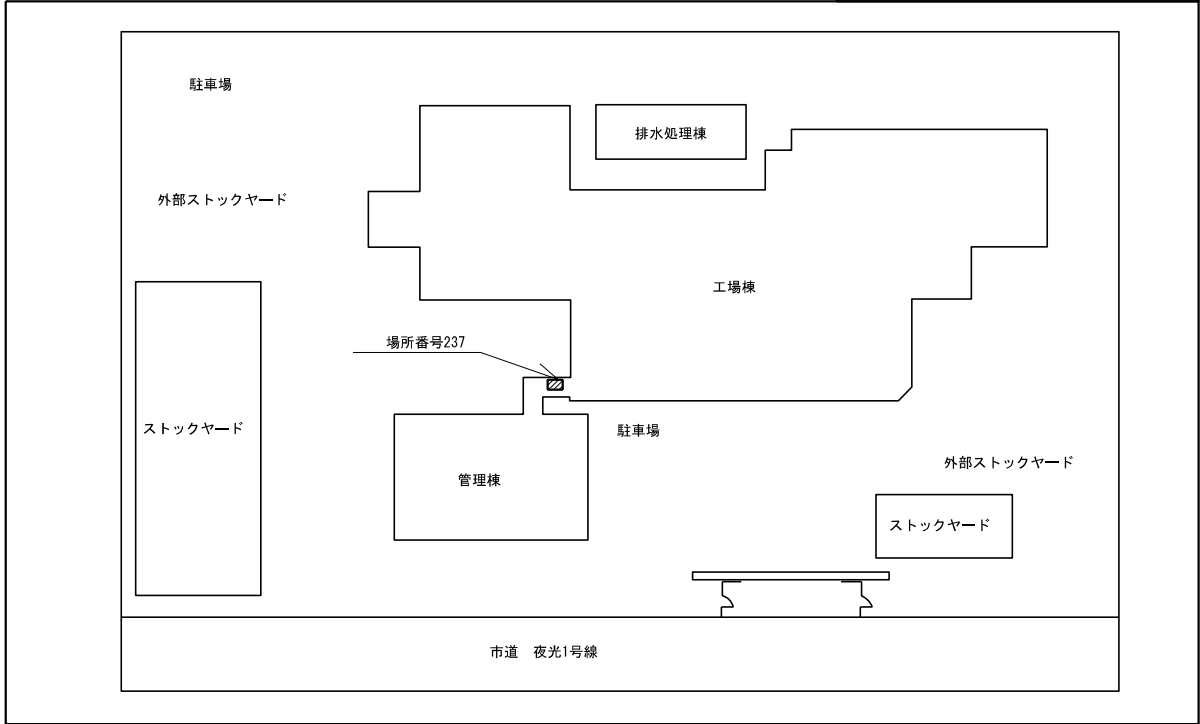 駐車場
排水処理棟
外部ストックヤード
工場棟
場所番号237
ストックヤード
駐車場
外部ストックヤード
管理棟
ストックヤード
市道　夜光1号線